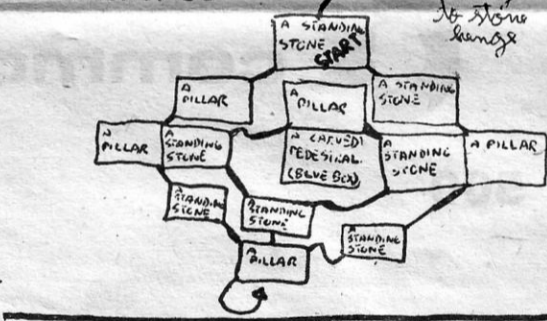 to stone
henge
A STANDING
STONE
START
A
PILLAR
A
PILLAR
A STANDING
STONE
A
PILLAR
A
STANDING
STONE
A CARVED
PEDESTAL
(BLUE BOX)
A
STANDING
STONE
A PILLAR
A
STANDING
STONE
A
STANDING
STONE
A
STANDING
STONE
A
PILLAR